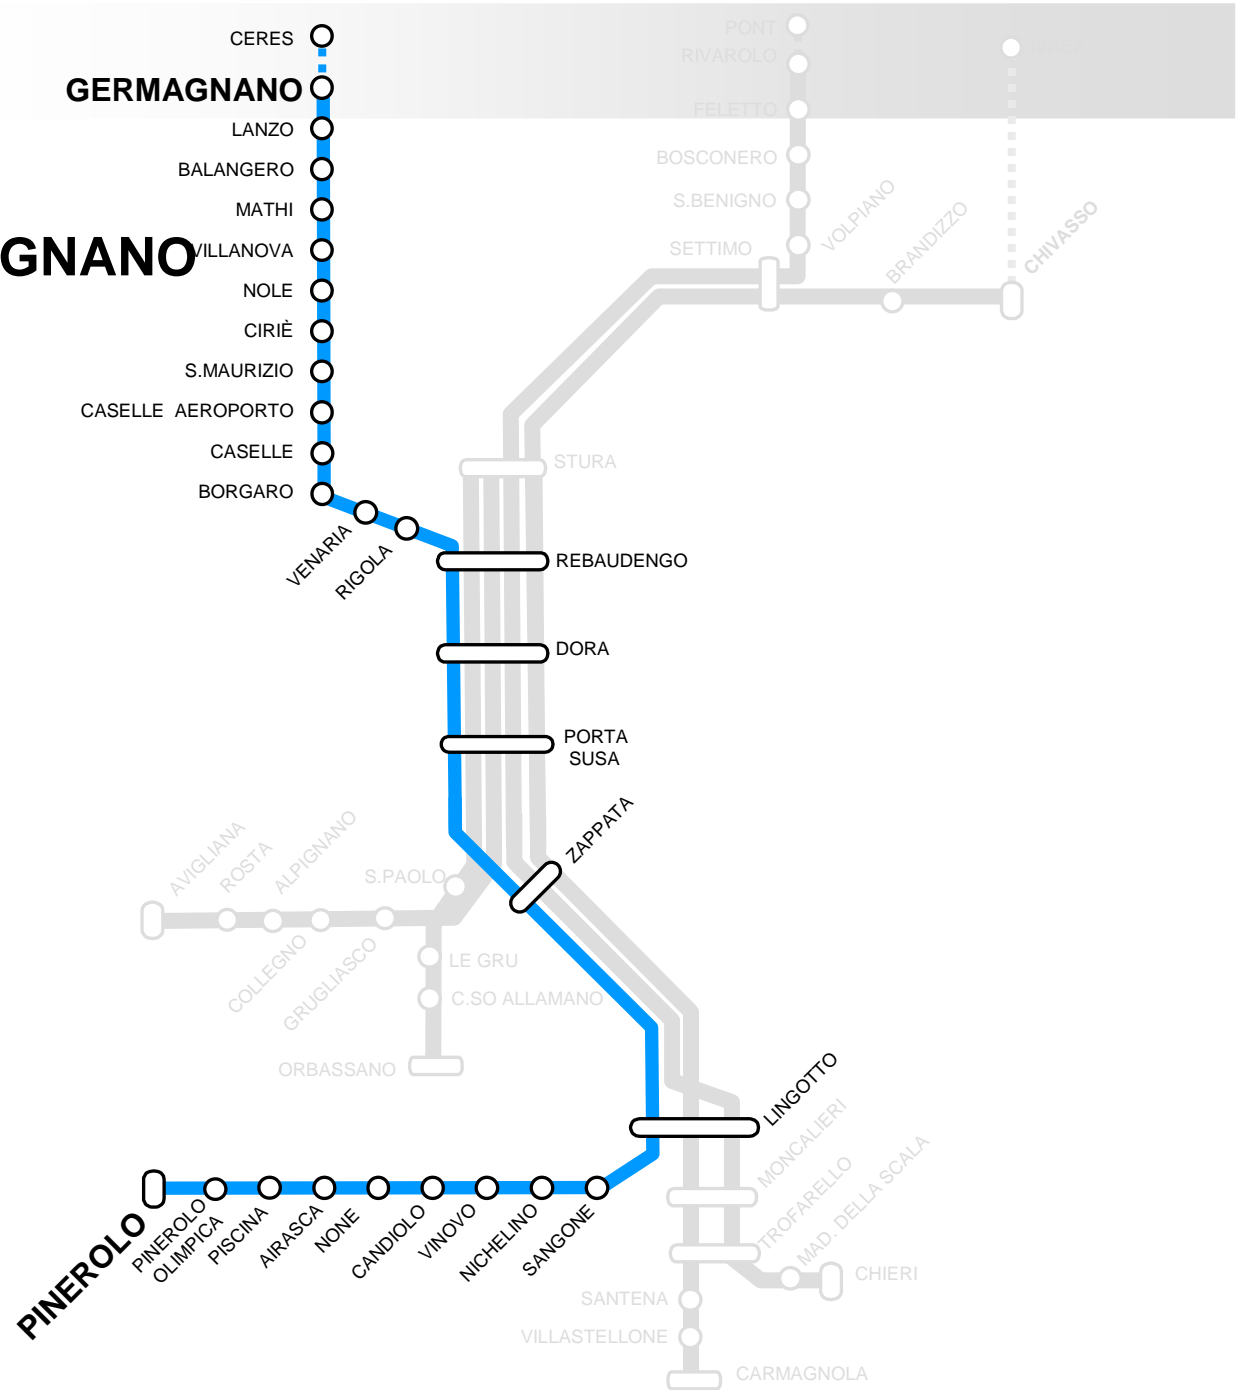 CERES
GERMAGNANO
LANZO
BALANGERO
MATHI
GNANO
VILLANOVA
NOLE
CIRIÈ
S.MAURIZIO
CASELLE AEROPORTO
CASELLE
BORGARO
VENARIA
RIGOLA
PONT
RIVAROLO
FELETTO
BOSCONERO
S.BENIGNO
SETTIMO
VOLPIANO
BRANDIZZO
CHIVASSO
STURA
REBAUDENGO
DORA
PORTA
SUSA
ZAPPATA
AVIGLIANA
ROSTA
ALPIGNANO
S.PAOLO
COLLEGNO
GRUGLIASCO
LE GRU
C.SO ALLAMANO
ORBASSANO
LINGOTTO
MONCALIERI
TROFARELLO
MAD. DELLA SCALA
CHIERI
SANTENA
VILLASTELLONE
CARMAGNOLA
PINEROLO
PINEROLO
OLIMPICA
PISCINA
AIRASCA
NONE
CANDIOLO
VINOVO
NICHELINO
SANGONE